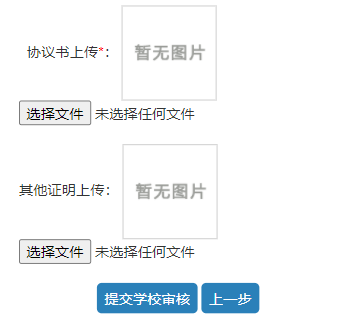 协议书上传*： 暂无图片
选择文件 未选择任何文件
其他证明上传： 暂无图片
选择文件 未选择任何文件
提交学校审核 上一步